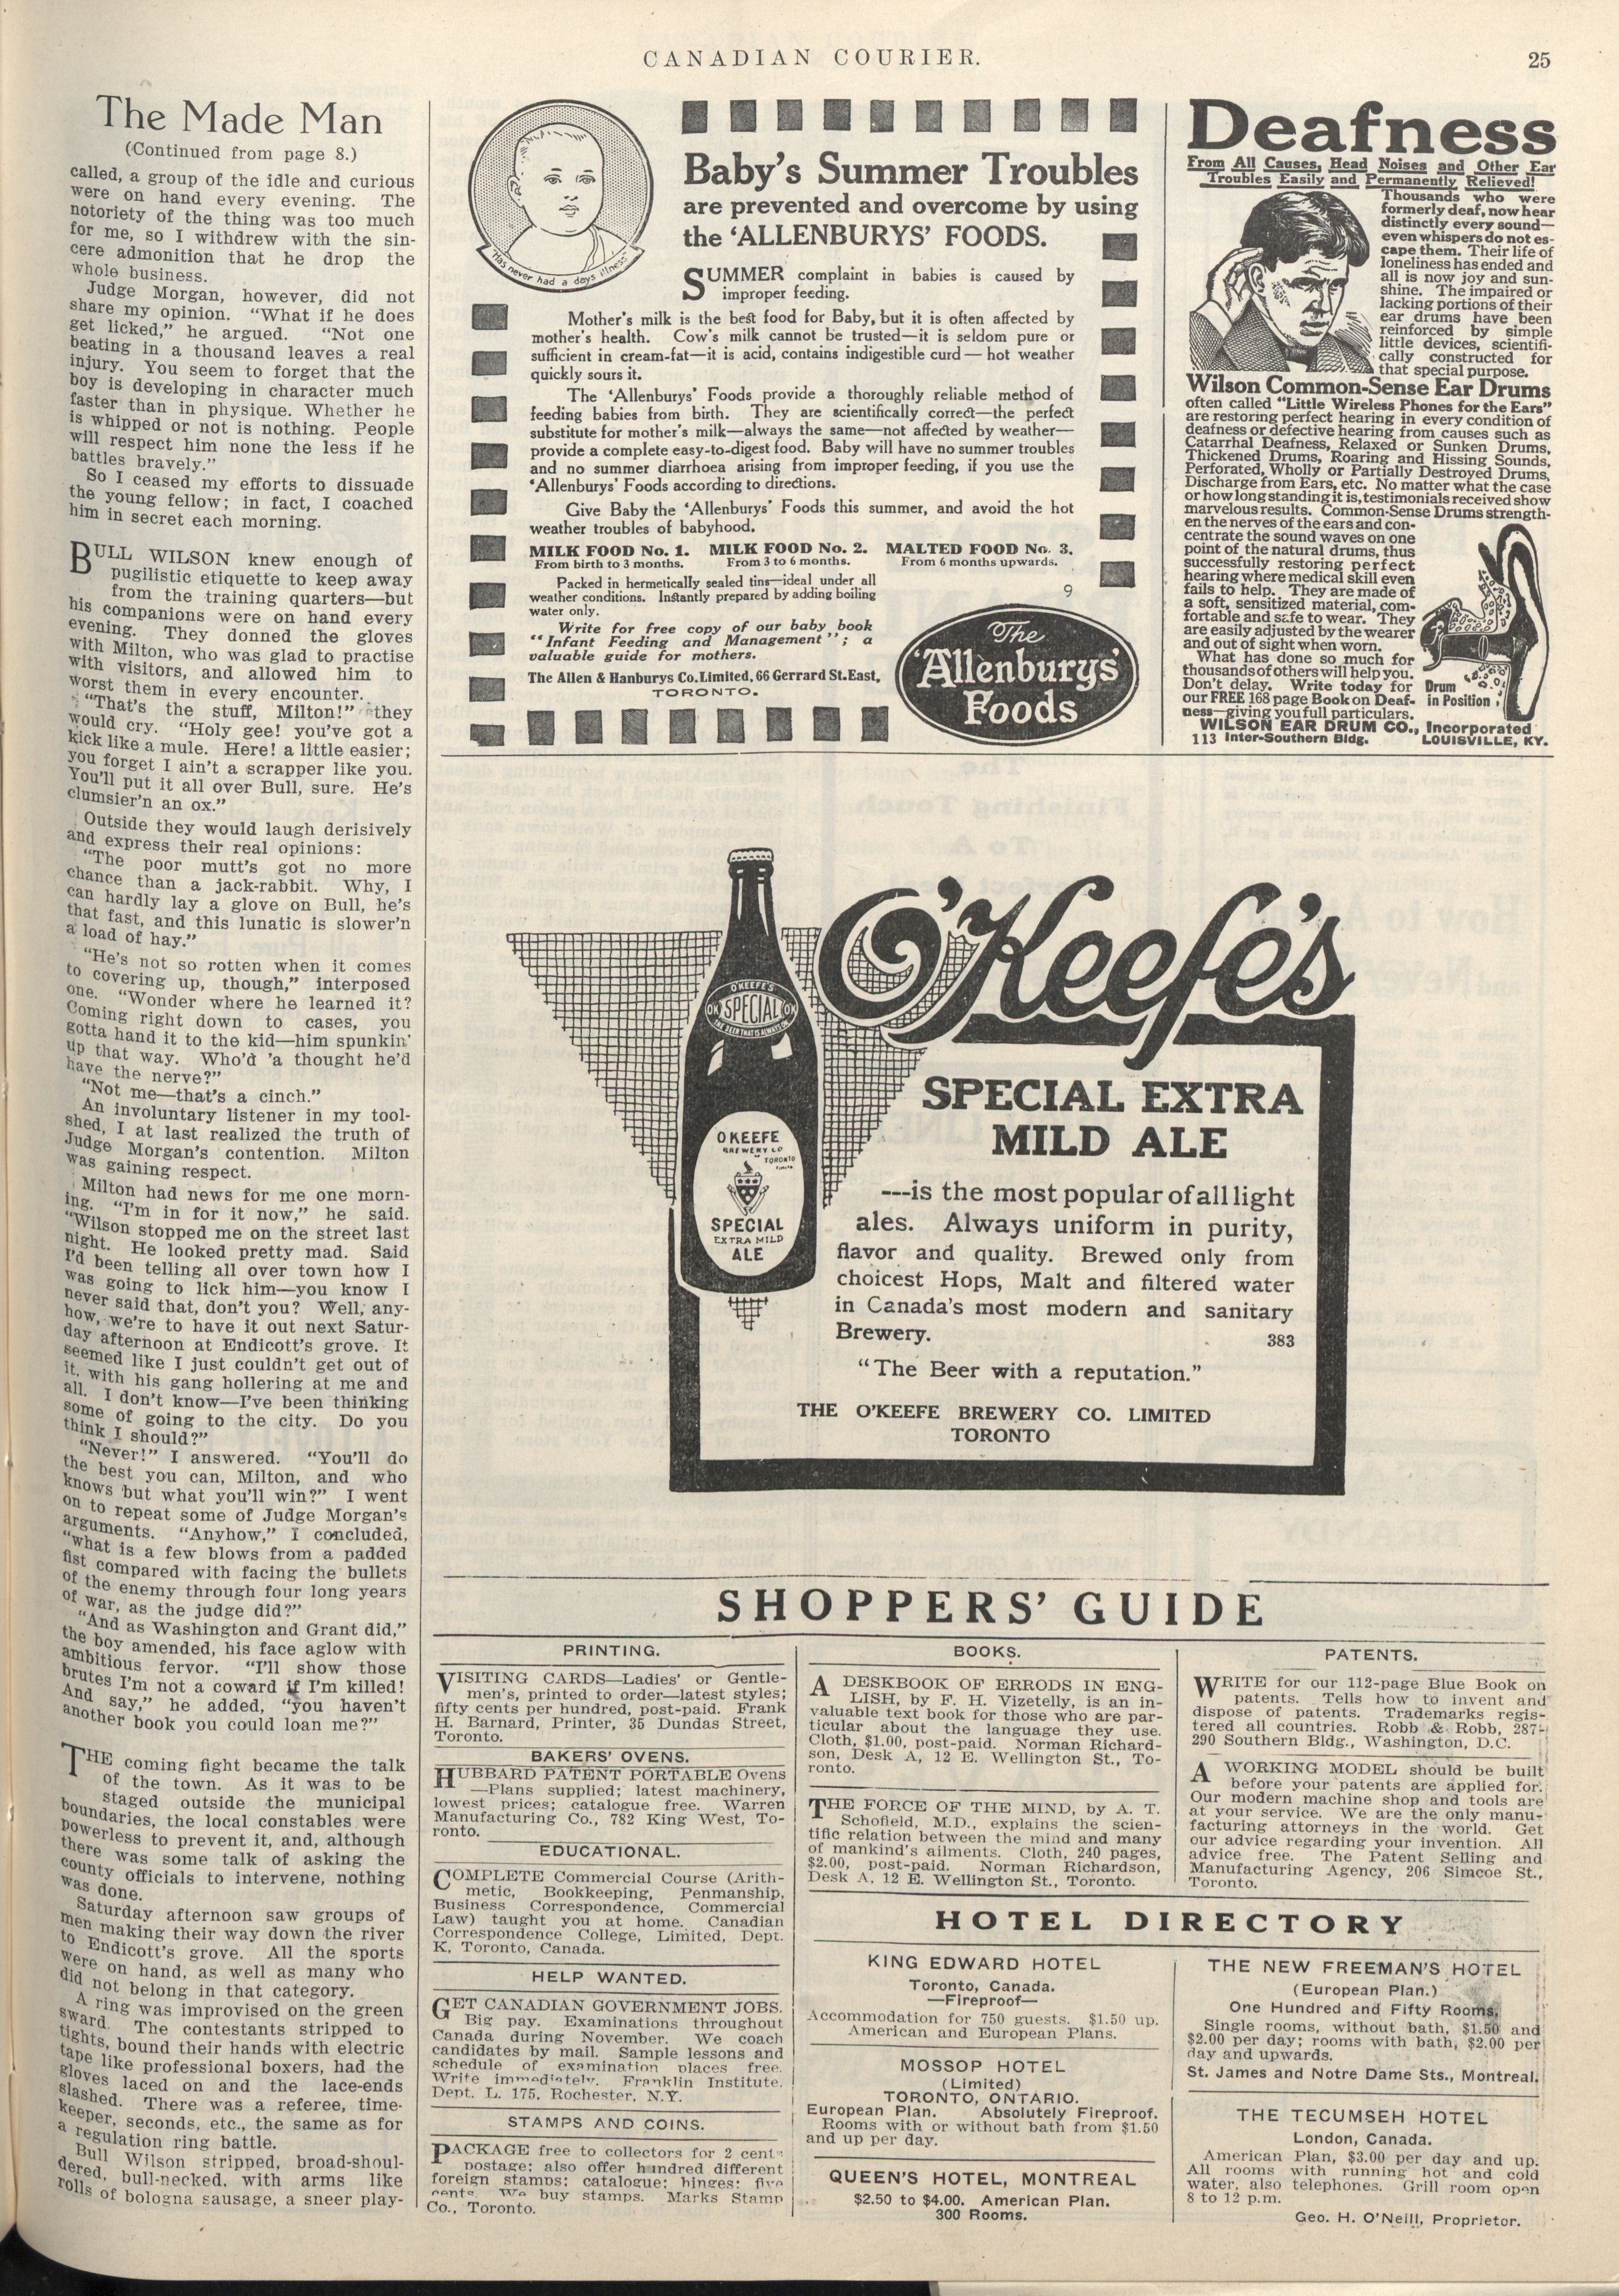 CANADIAN COURIER.
25
The Made Man
(Continued from page 8.)
called, a group of the idle and curious
were on hand every evening. The
notoriety of the thing was too much
for me, so I withdrew with the sin-
cere admonition that he drop the
whole business.
Judge Morgan, however, did not
share my opinion. “What if he does
get licked,” he argued. “Not one
beating in a thousand leaves a real
injury. You seem to forget that the
boy is developing in character much
faster than in physique. Whether he
is whipped or not is nothing. People
will respect him none the less if he
battles bravely.”
So I ceased my efforts to dissuade
the young fellow; in fact, I coached
him in secret each morning.
BULL WILSON knew enough of
pugilistic etiquette to keep away
from the training quarters—but
his companions were on hand every
evening. They donned the gloves
with Milton, who was glad to practise
with visitors, and allowed him to
worst them in every encounter.
“That's the stuff, Milton!” they
would cry. “Holy gee! you've got a
kick like a mule. Here! a little easier;
you forget I ain't a scrapper like you.
You'll put it all over Bull, sure. He's
clumsier'n an ox.”
Outside they would laugh derisively
and express their real opinions:
“The poor mutt's got no more
chance than a jack-rabbit. Why, I
can hardly lay a glove on Bull, he's
that fast, and this lunatic is slower'n
a load of hay.”
“He's not so rotten when it comes
to covering up, though,” interposed
one. “Wonder where he learned it?
Coming right down to cases, you
gotta hand it to the kid—him spunkin'
up that way. Who'd 'a thought he'd
have the nerve?”
“Not me—that's a cinch.”
An involuntary listener in my tool-
shed, I at last realized the truth of
Judge Morgan's contention. Milton
was gaining respect.
Milton had news for me one morn-
ing. “I'm in for it now,” he said.
“Wilson stopped me on the street last
night. He looked pretty mad. Said
I'd been telling all over town how I
was going to lick him—you know I
never said that, don't you? Well, any-
how, we're to have it out next Satur-
day afternoon at Endicott's grove. It
seemed like I just couldn't get out of
it, with his gang hollering at me and
all. I don't know—I've been thinking
some of going to the city. Do you
think I should?”
“Never!” I answered. “You'll do
the best you can, Milton, and who
knows but what you'll win?” I went
on to repeat some of Judge Morgan's
arguments. “Anyhow,” I concluded,
“what is a few blows from a padded
fist compared with facing the bullets
of the enemy through four long years
of war, as the judge did?”
“And as Washington and Grant did,”
the boy amended, his face aglow with
ambitious fervor. “I'll show those
brutes I'm not a coward if I'm killed!
And say,” he added, “you haven't
another book you could loan me?”
THE coming fight became the talk
of the town. As it was to be
staged outside the municipal
boundaries, the local constables were
powerless to prevent it, and, although
there was some talk of asking the
county officials to intervene, nothing
was done.
Saturday afternoon saw groups of
men making their way down the river
to Endicott's grove. All the sports
were on hand, as well as many who
did not belong in that category.
A ring was improvised on the green
sward. The contestants stripped to
tights, bound their hands with electric
tape like professional boxers, had the
gloves laced on and the lace-ends
slashed. There was a referee, time-
keeper, seconds, etc., the same as for
a regulation ring battle.
Bull Wilson stripped, broad-shoul-
dered, bull-necked, with arms like
rolls of bologna sausage, a sneer play-
"Has never had a days illness"
Baby's Summer Troubles
are prevented and overcome by using
the ‘ALLENBURYS’ FOODS.
SUMMER complaint in babies is caused by
improper feeding.
Mother's milk is the best food for Baby, but it is often affected by
mother's health. Cow's milk cannot be trusted—it is seldom pure or
sufficient in cream-fat—it is acid, contains indigestible curd — hot weather
quickly sours it.
The ‘Allenburys’ Foods provide a thoroughly reliable method of
feeding babies from birth. They are scientifically correct—the perfect
substitute for mother's milk—always the same—not affected by weather—
provide a complete easy-to-digest food. Baby will have no summer troubles
and no summer diarrhoea arising from improper feeding, if you use the
‘Allenburys’ Foods according to directions.
Give Baby the ‘Allenburys’ Foods this summer, and avoid the hot
weather troubles of babyhood.
MILK FOOD No. 1. MILK FOOD No. 2. MALTED FOOD No. 3.
From birth to 3 months. From 3 to 6 months. From 6 months upwards.
Packed in hermetically sealed tins—ideal under all
weather conditions. Instantly prepared by adding boiling
water only.
9
Write for free copy of our baby book
“Infant Feeding and Management”; a
valuable guide for mothers.
The Allen & Hanburys Co. Limited, 66 Gerrard St. East,
TORONTO.
The
‘Allenburys’
Foods
Deafness
From All Causes, Head Noises and Other Ear
Troubles Easily and Permanently Relieved!
Thousands who were
formerly deaf, now hear
distinctly every sound—
even whispers do not es-
cape them. Their life of
loneliness has ended and
all is now joy and sun-
shine. The impaired or
lacking portions of their
ear drums have been
reinforced by simple
little devices, scientifi-
cally constructed for
that special purpose.
Wilson Common-Sense Ear Drums
often called “Little Wireless Phones for the Ears”
are restoring perfect hearing in every condition of
deafness or defective hearing from causes such as
Catarrhal Deafness, Relaxed or Sunken Drums,
Thickened Drums, Roaring and Hissing Sounds,
Perforated, Wholly or Partially Destroyed Drums,
Discharge from Ears, etc. No matter what the case
or how long standing it is, testimonials received show
marvelous results. Common-Sense Drums strength-
en the nerves of the ears and con-
centrate the sound waves on one
point of the natural drums, thus
successfully restoring perfect
hearing where medical skill even
fails to help. They are made of
a soft, sensitized material, com-
fortable and safe to wear. They
are easily adjusted by the wearer
and out of sight when worn.
What has done so much for
thousands of others will help you.
Don't delay. Write today for
our FREE 168 page Book on Deaf-
ness—giving you full particulars.
Drum
in Position
WILSON EAR DRUM CO., Incorporated
113 Inter-Southern Bldg. LOUISVILLE, KY.
O'Keefe's
O'KEEFE'S
OK SPECIAL OK
THE BEER THAT IS ALWAYS OK
O KEEFE
BREWERY CO
TORONTO
SPECIAL
EXTRA MILD
ALE
SPECIAL EXTRA
MILD ALE
---is the most popular of all light
ales. Always uniform in purity,
flavor and quality. Brewed only from
choicest Hops, Malt and filtered water
in Canada's most modern and sanitary
Brewery.
383
“The Beer with a reputation.”
THE O'KEEFE BREWERY CO. LIMITED
TORONTO
SHOPPERS' GUIDE
PRINTING.
VISITING CARDS—Ladies' or Gentle-
men's, printed to order—latest styles;
fifty cents per hundred, post-paid. Frank
H. Barnard, Printer, 35 Dundas Street,
Toronto.
BAKERS' OVENS.
HUBBARD PATENT PORTABLE Ovens
—Plans supplied; latest machinery,
lowest prices; catalogue free. Warren
Manufacturing Co., 782 King West, To-
ronto.
EDUCATIONAL.
COMPLETE Commercial Course (Arith-
metic, Bookkeeping, Penmanship,
Business Correspondence, Commercial
Law) taught you at home. Canadian
Correspondence College, Limited, Dept.
K, Toronto, Canada.
HELP WANTED.
GET CANADIAN GOVERNMENT JOBS.
Big pay. Examinations throughout
Canada during November. We coach
candidates by mail. Sample lessons and
schedule of examination places free.
Write immediately. Franklin Institute,
Dept. L. 175, Rochester, N.Y.
STAMPS AND COINS.
PACKAGE free to collectors for 2 cents
postage; also offer hundred different
foreign stamps; catalogue; hinges; five
cents. We buy stamps. Marks Stamp
Co., Toronto.
BOOKS.
A DESKBOOK OF ERRODS IN ENG-
LISH, by F. H. Vizetelly, is an in-
valuable text book for those who are par-
ticular about the language they use.
Cloth, $1.00, post-paid. Norman Richard-
son, Desk A, 12 E. Wellington St., To-
ronto.
THE FORCE OF THE MIND, by A. T.
Schofield, M.D., explains the scien-
tific relation between the mind and many
of mankind's ailments. Cloth, 240 pages,
$2.00, post-paid. Norman Richardson,
Desk A, 12 E. Wellington St., Toronto.
PATENTS.
WRITE for our 112-page Blue Book on
patents. Tells how to invent and
dispose of patents. Trademarks regis-
tered all countries. Robb & Robb, 287-
290 Southern Bldg., Washington, D.C.
A WORKING MODEL should be built
before your patents are applied for.
Our modern machine shop and tools are
at your service. We are the only manu-
facturing attorneys in the world. Get
our advice regarding your invention. All
advice free. The Patent Selling and
Manufacturing Agency, 206 Simcoe St.,
Toronto.
HOTEL DIRECTORY
KING EDWARD HOTEL
Toronto, Canada.
—Fireproof—
Accommodation for 750 guests. $1.50 up.
American and European Plans.
MOSSOP HOTEL
(Limited)
TORONTO, ONTARIO.
European Plan. Absolutely Fireproof.
Rooms with or without bath from $1.50
and up per day.
QUEEN'S HOTEL, MONTREAL
$2.50 to $4.00. American Plan.
300 Rooms.
THE NEW FREEMAN'S HOTEL
(European Plan.)
One Hundred and Fifty Rooms.
Single rooms, without bath, $1.50 and
$2.00 per day; rooms with bath, $2.00 per
day and upwards.
St. James and Notre Dame Sts., Montreal.
THE TECUMSEH HOTEL
London, Canada.
American Plan, $3.00 per day and up.
All rooms with running hot and cold
water, also telephones. Grill room open
8 to 12 p.m.
Geo. H. O'Neill, Proprietor.